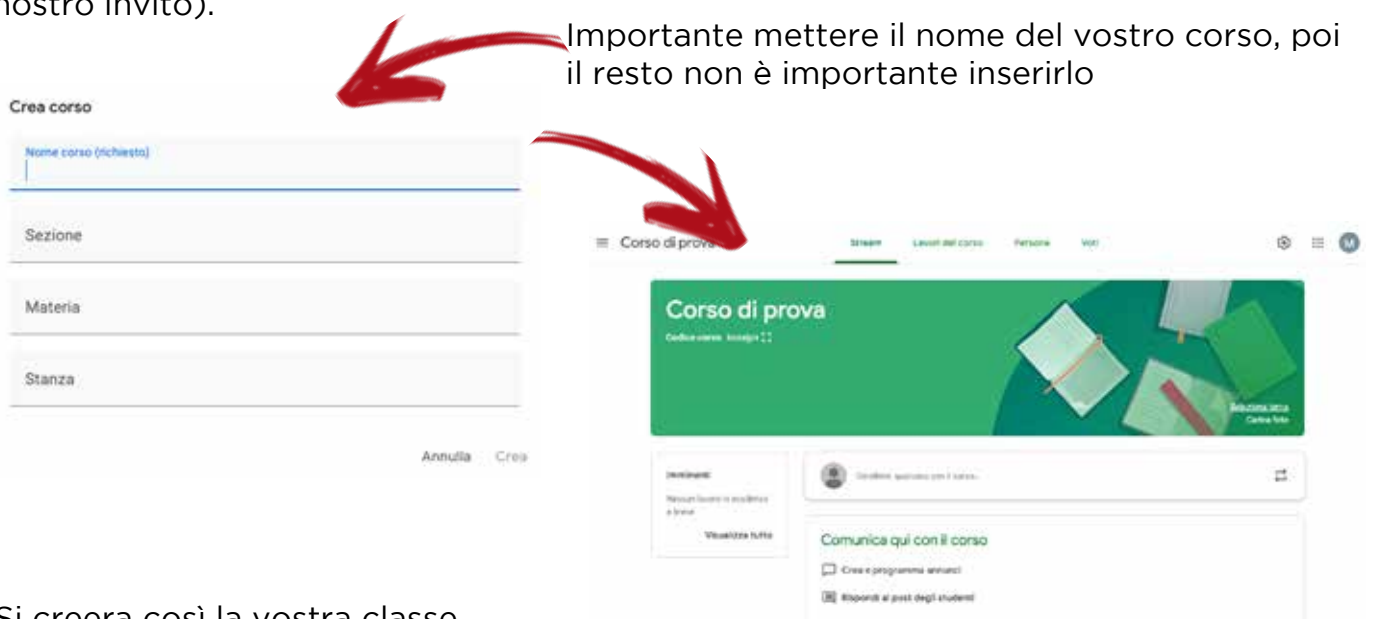 nostro invito).
Importante mettere il nome del vostro corso, poi
il resto non è importante inserirlo
Crea corso
Nome corso (richiesto)
Sezione
Materia
Stanza
Annulla Crea
Corso di prova
Stream Lavori del corso Persone Voti
M
Corso di prova
Codice corso
Seleziona tema
Carica foto
Visualizza tutto
Comunica qui con il corso
Crea e programma annunci
Rispondi ai post degli studenti
Si creera così la vostra classe